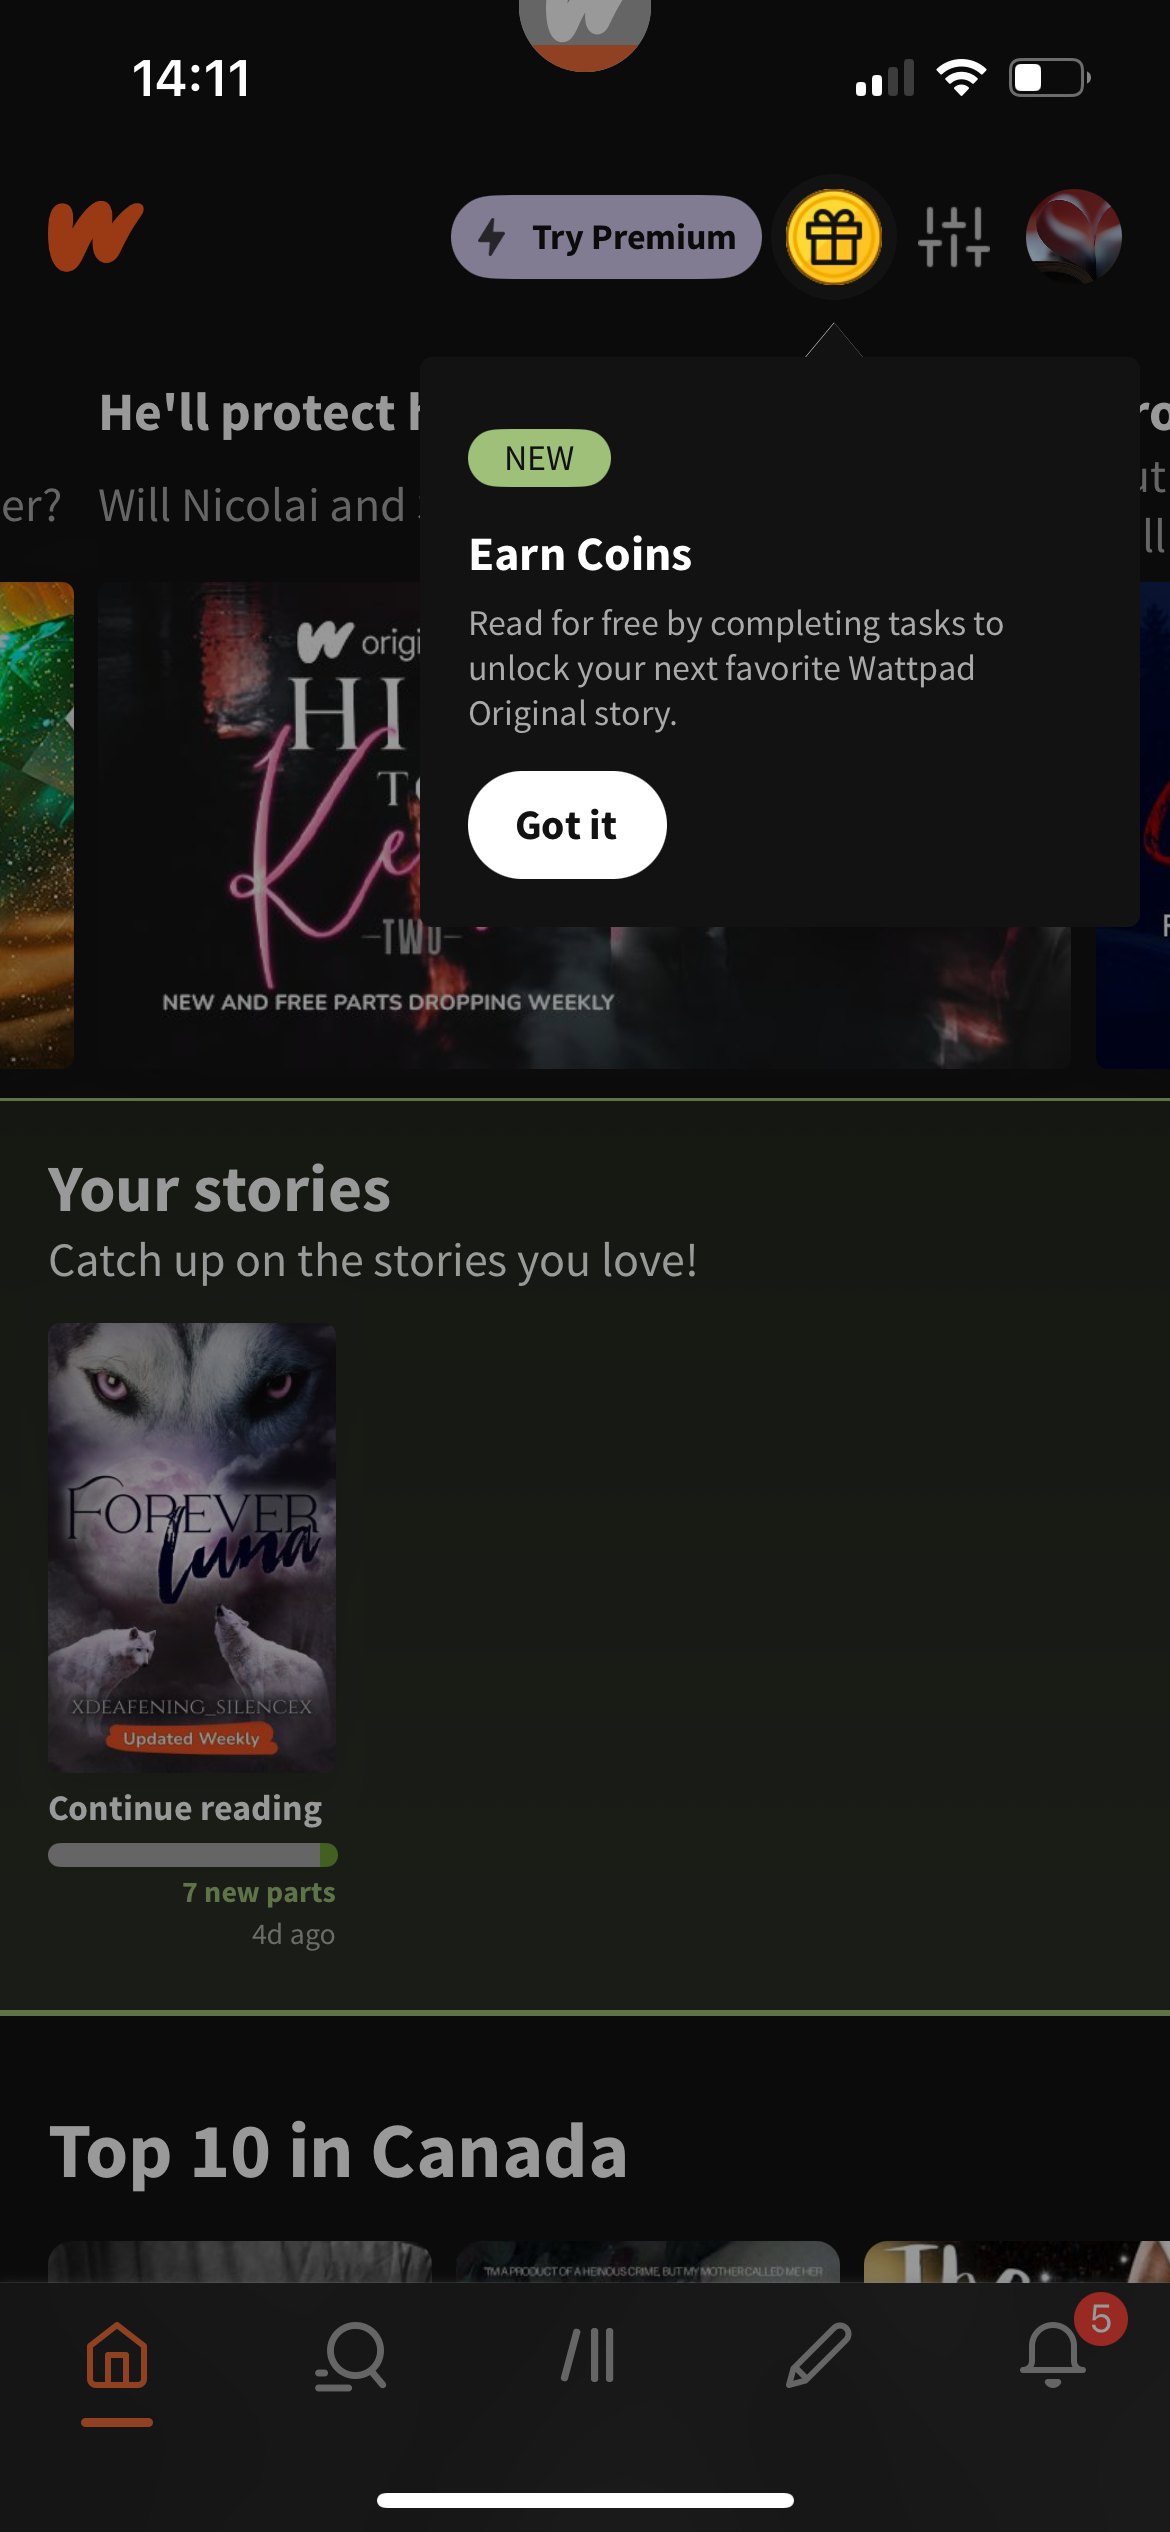 14:11
Try Premium
He'll protect
er?
Will Nicolai and
NEW
Earn Coins
Read for free by completing tasks to
unlock your next favorite Wattpad
Original story.
Got it
origi
HI
TO
Ke
-TWO-
NEW AND FREE PARTS DROPPING WEEKLY
Your stories
Catch up on the stories you love!
FOREVER
Luna
XDEAFENING_SILENCEX
Updated Weekly
Continue reading
7 new parts
4d ago
Top 10 in Canada
"I'M A PRODUCT OF A HEINOUS CRIME, BUT MY MOTHER CALLED ME HER
The
5